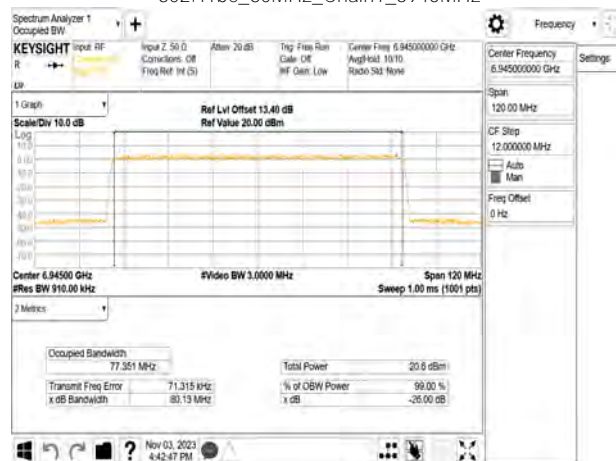 Spectrum Analyzer 1
Occupied BW
Frequency
KEYSIGHT
Input: RF
Input Z: 50 Ω
Corrections: Off
Freq Ref: Int (S)
Atten: 20 dB
Trig: Free Run
Gate: Off
#IF Gain: Low
Center Freq: 6.945000000 GHz
Avg|Hold: 10/10
Radio Std: None
Center Frequency
6.945000000 GHz
Settings
Span
120.00 MHz
CF Step
12.000000 MHz
Auto
Man
Freq Offset
0 Hz
1 Graph
Scale/Div 10.0 dB
Ref Lvl Offset 13.40 dB
Ref Value 20.00 dBm
Log
Center 6.94500 GHz
#Res BW 910.00 kHz
#Video BW 3.0000 MHz
Span 120 MHz
Sweep 1.00 ms (1001 pts)
2 Metrics
Occupied Bandwidth
77.351 MHz
Total Power 20.6 dBm
Transmit Freq Error 71.315 kHz
% of OBW Power 99.00 %
x dB Bandwidth 80.13 MHz
x dB -26.00 dB
Nov 03, 2023
4:42:47 PM